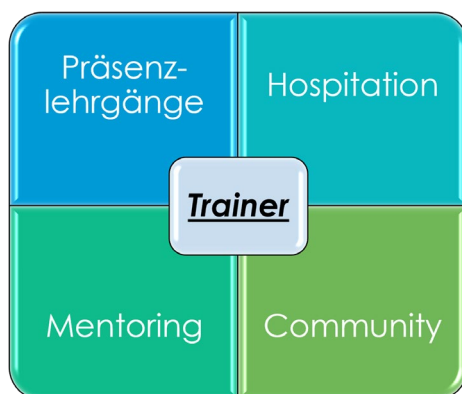 Präsenz-
lehrgänge
Hospitation
Trainer
Mentoring
Community